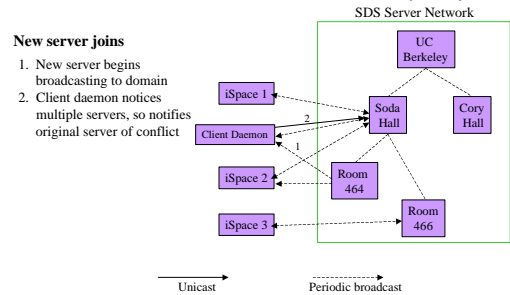 SDS Server Network
New server joins
1. New server begins
broadcasting to domain
2. Client daemon notices
multiple servers, so notifies
original server of conflict
UC
Berkeley
iSpace 1
Soda
Hall
Cory
Hall
2
Client Daemon
1
iSpace 2
Room
464
Room
466
iSpace 3
Unicast
Periodic broadcast